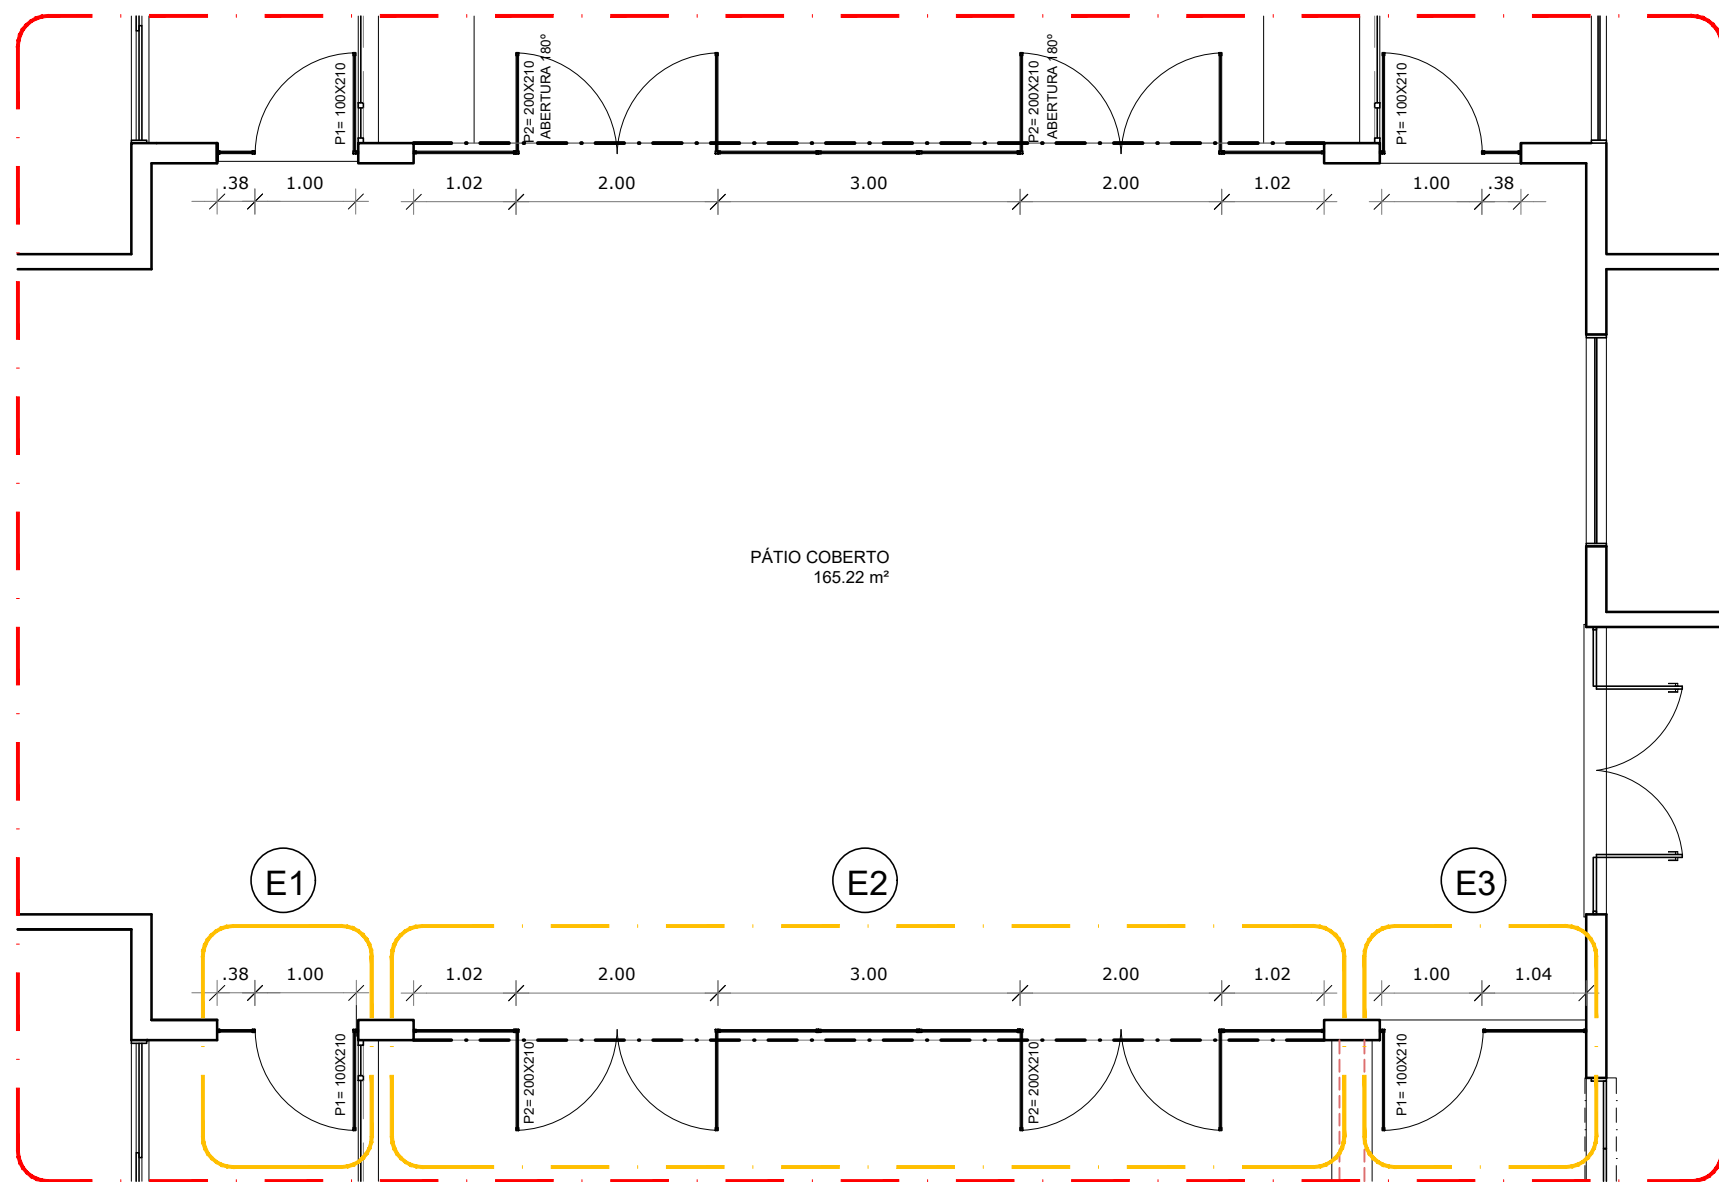 P1= 100X210
P2= 200X210
ABERTURA 180°
P2= 200X210
ABERTURA 180°
P1= 100X210
.38
1.00
1.02
2.00
3.00
2.00
1.02
1.00
.38
PÁTIO COBERTO
165.22 m²
E1
E2
E3
.38
1.00
1.02
2.00
3.00
2.00
1.02
1.00
1.04
P1= 100X210
P2= 200X210
P2= 200X210
P1= 100X210